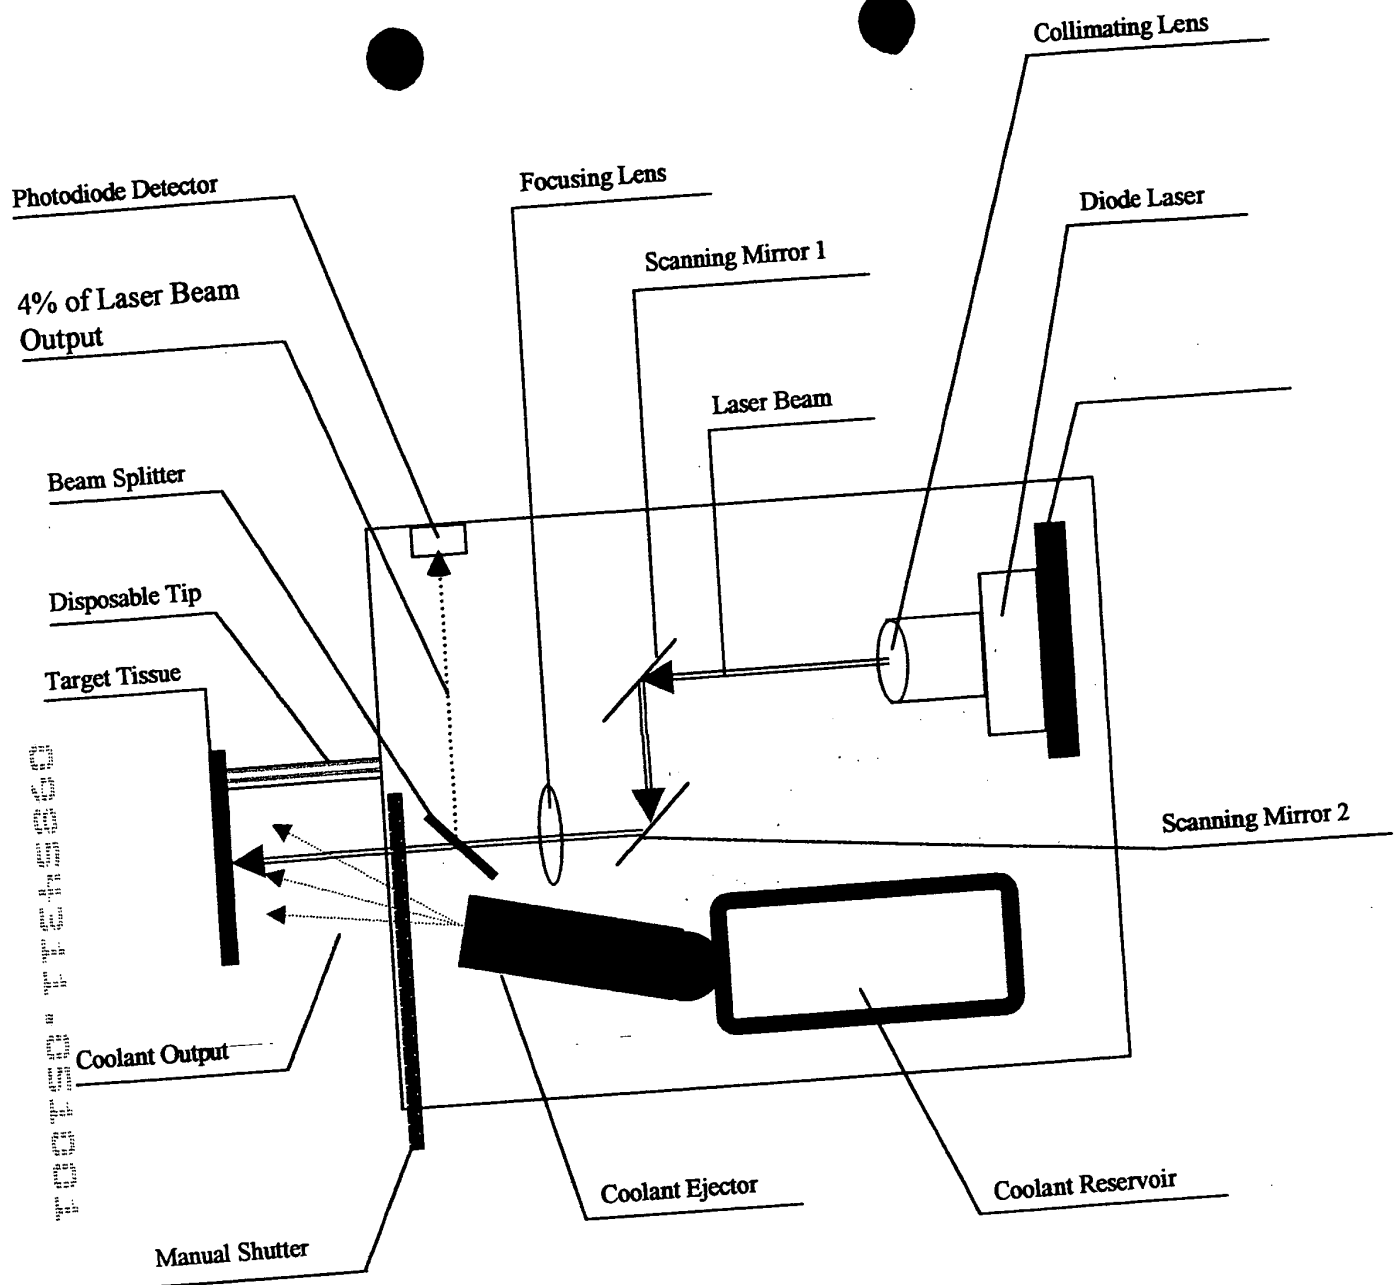 Collimating Lens
Photodiode Detector
Focusing Lens
Diode Laser
Scanning Mirror 1
4% of Laser Beam
Output
Laser Beam
Beam Splitter
Disposable Tip
Target Tissue
Scanning Mirror 2
Coolant Output
Coolant Ejector
Coolant Reservoir
Manual Shutter